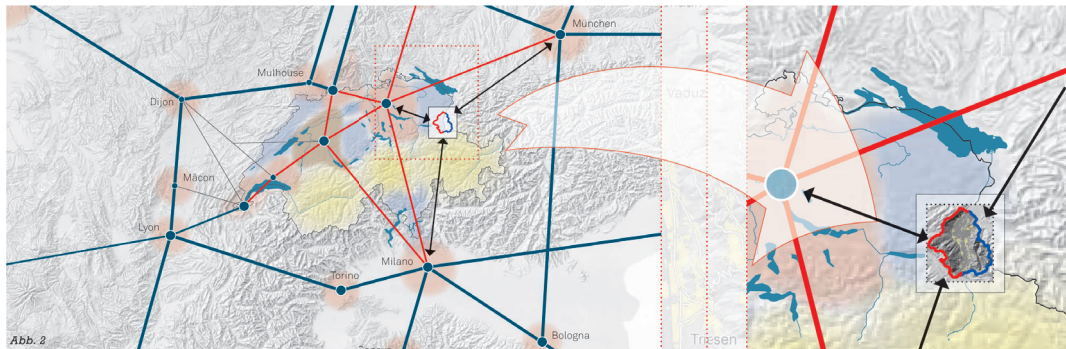 München
Mulhouse
Dijon
Vaduz
Mâcon
Lyon
Milano
Torino
Bologna
Triesen
Abb. 2